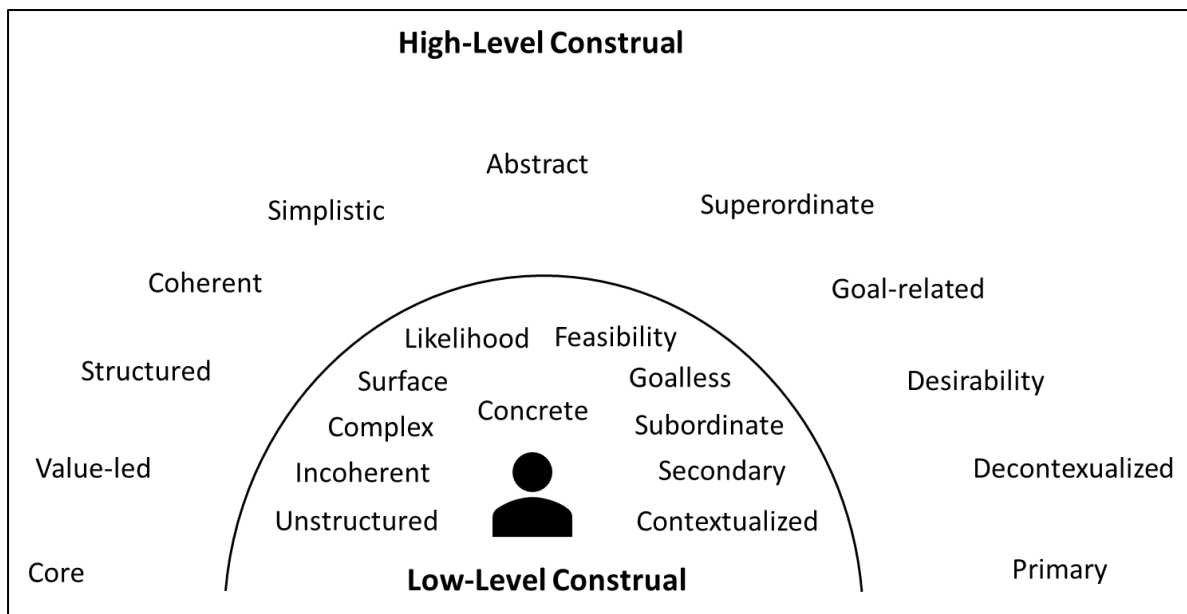 High-Level Construal
Abstract
Simplistic
Superordinate
Coherent
Goal-related
Structured
Desirability
Value-led
Decontexualized
Core
Primary
Likelihood
Feasibility
Surface
Goalless
Concrete
Complex
Subordinate
Incoherent
Secondary
Unstructured
Contextualized
Low-Level Construal